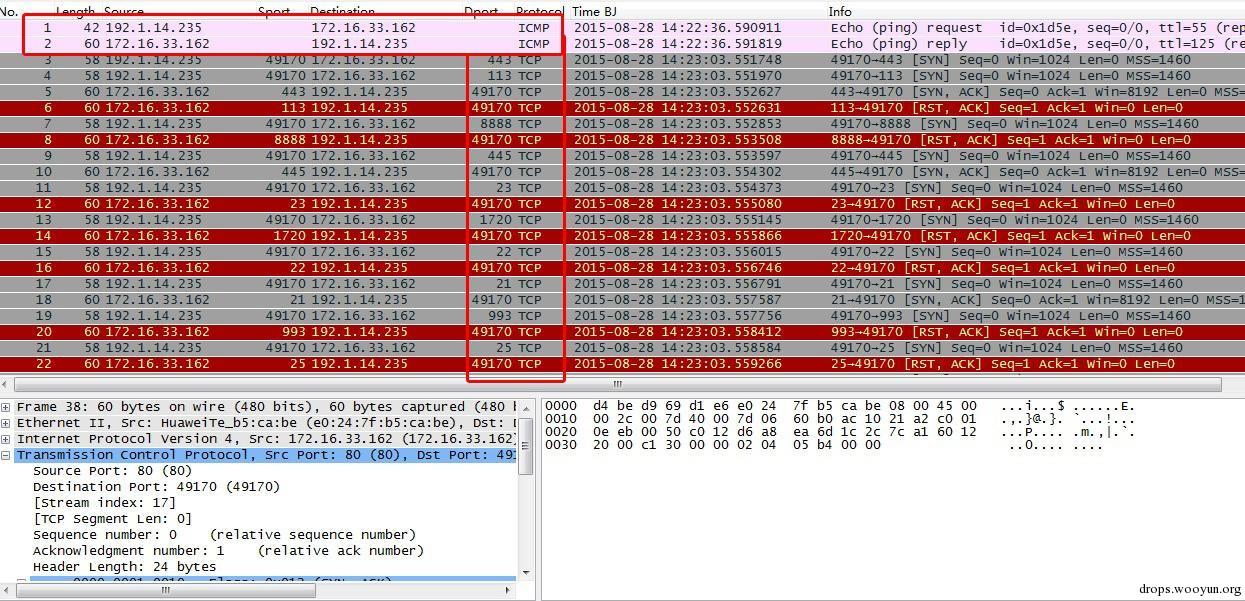 No. Length Source Sport Destination Dport Protocol Time BJ Info
1 42 192.1.14.235 172.16.33.162 ICMP 2015-08-28 14:22:36.590911 Echo (ping) request id=0x1d5e, seq=0/0, ttl=55 (rep
2 60 172.16.33.162 192.1.14.235 ICMP 2015-08-28 14:22:36.591819 Echo (ping) reply id=0x1d5e, seq=0/0, ttl=125 (re
3 58 192.1.14.235 49170 172.16.33.162 443 TCP 2015-08-28 14:23:03.551748 49170→443 [SYN] Seq=0 Win=1024 Len=0 MSS=1460
4 58 192.1.14.235 49170 172.16.33.162 113 TCP 2015-08-28 14:23:03.551970 49170→113 [SYN] Seq=0 Win=1024 Len=0 MSS=1460
5 60 172.16.33.162 443 192.1.14.235 49170 TCP 2015-08-28 14:23:03.552627 443→49170 [SYN, ACK] Seq=0 Ack=1 Win=8192 Len=0 MSS=
6 60 172.16.33.162 113 192.1.14.235 49170 TCP 2015-08-28 14:23:03.552631 113→49170 [RST, ACK] Seq=1 Ack=1 Win=0 Len=0
7 58 192.1.14.235 49170 172.16.33.162 8888 TCP 2015-08-28 14:23:03.552853 49170→8888 [SYN] Seq=0 Win=1024 Len=0 MSS=1460
8 60 172.16.33.162 8888 192.1.14.235 49170 TCP 2015-08-28 14:23:03.553508 8888→49170 [RST, ACK] Seq=1 Ack=1 Win=0 Len=0
9 58 192.1.14.235 49170 172.16.33.162 445 TCP 2015-08-28 14:23:03.553597 49170→445 [SYN] Seq=0 Win=1024 Len=0 MSS=1460
10 60 172.16.33.162 445 192.1.14.235 49170 TCP 2015-08-28 14:23:03.554302 445→49170 [SYN, ACK] Seq=0 Ack=1 Win=8192 Len=0 MSS=
11 58 192.1.14.235 49170 172.16.33.162 23 TCP 2015-08-28 14:23:03.554373 49170→23 [SYN] Seq=0 Win=1024 Len=0 MSS=1460
12 60 172.16.33.162 23 192.1.14.235 49170 TCP 2015-08-28 14:23:03.555080 23→49170 [RST, ACK] Seq=1 Ack=1 Win=0 Len=0
13 58 192.1.14.235 49170 172.16.33.162 1720 TCP 2015-08-28 14:23:03.555145 49170→1720 [SYN] Seq=0 Win=1024 Len=0 MSS=1460
14 60 172.16.33.162 1720 192.1.14.235 49170 TCP 2015-08-28 14:23:03.555866 1720→49170 [RST, ACK] Seq=1 Ack=1 Win=0 Len=0
15 58 192.1.14.235 49170 172.16.33.162 22 TCP 2015-08-28 14:23:03.556015 49170→22 [SYN] Seq=0 Win=1024 Len=0 MSS=1460
16 60 172.16.33.162 22 192.1.14.235 49170 TCP 2015-08-28 14:23:03.556746 22→49170 [RST, ACK] Seq=1 Ack=1 Win=0 Len=0
17 58 192.1.14.235 49170 172.16.33.162 21 TCP 2015-08-28 14:23:03.556791 49170→21 [SYN] Seq=0 Win=1024 Len=0 MSS=1460
18 60 172.16.33.162 21 192.1.14.235 49170 TCP 2015-08-28 14:23:03.557587 21→49170 [SYN, ACK] Seq=0 Ack=1 Win=8192 Len=0 MSS=1
19 58 192.1.14.235 49170 172.16.33.162 993 TCP 2015-08-28 14:23:03.557756 49170→993 [SYN] Seq=0 Win=1024 Len=0 MSS=1460
20 60 172.16.33.162 993 192.1.14.235 49170 TCP 2015-08-28 14:23:03.558412 993→49170 [RST, ACK] Seq=1 Ack=1 Win=0 Len=0
21 58 192.1.14.235 49170 172.16.33.162 25 TCP 2015-08-28 14:23:03.558584 49170→25 [SYN] Seq=0 Win=1024 Len=0 MSS=1460
22 60 172.16.33.162 25 192.1.14.235 49170 TCP 2015-08-28 14:23:03.559266 25→49170 [RST, ACK] Seq=1 Ack=1 Win=0 Len=0
Frame 38: 60 bytes on wire (480 bits), 60 bytes captured (480 b
Ethernet II, Src: HuaweiTe_b5:ca:be (e0:24:7f:b5:ca:be), Dst: D
Internet Protocol Version 4, Src: 172.16.33.162 (172.16.33.162)
Transmission Control Protocol, Src Port: 80 (80), Dst Port: 491
Source Port: 80 (80)
Destination Port: 49170 (49170)
[Stream index: 17]
[TCP Segment Len: 0]
Sequence number: 0 (relative sequence number)
Acknowledgment number: 1 (relative ack number)
Header Length: 24 bytes
0000 d4 be d9 69 d1 e6 e0 24 7f b5 ca be 08 00 45 00 ...i...$ ......E.
0010 00 2c 00 7d 40 00 7d 06 60 b0 ac 10 21 a2 c0 01 .,.}@.}. `...!...
0020 0e eb 00 50 c0 12 d6 a8 ea 6d 1c 2c 7c a1 60 12 ...P.... .m.,|.`.
0030 20 00 c1 30 00 00 02 04 05 b4 00 00 ..0.... ....
drops.wooyun.org